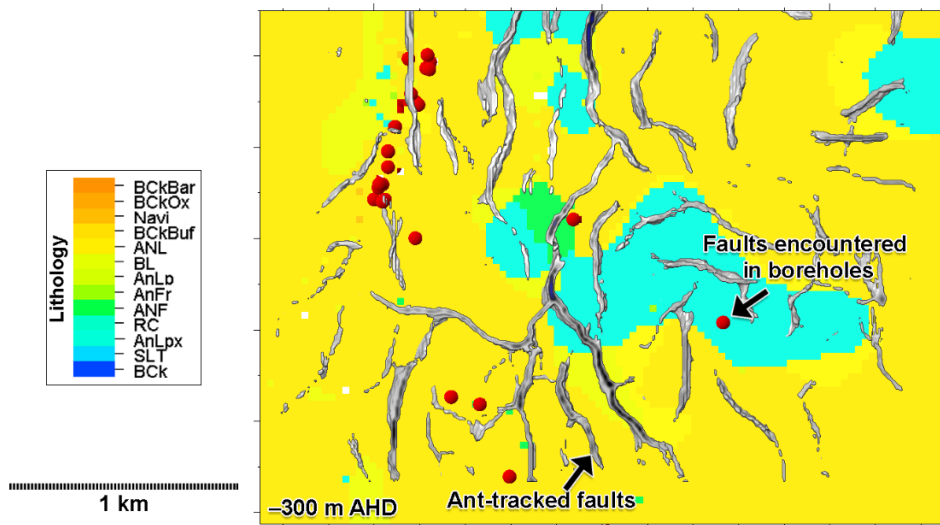 Lithology
BCkBar
BCkOx
Navi
BCkBuf
ANL
BL
AnLp
AnFr
ANF
RC
AnLpx
SLT
BCk
1 km
Faults encountered
in boreholes
Ant-tracked faults
–300 m AHD